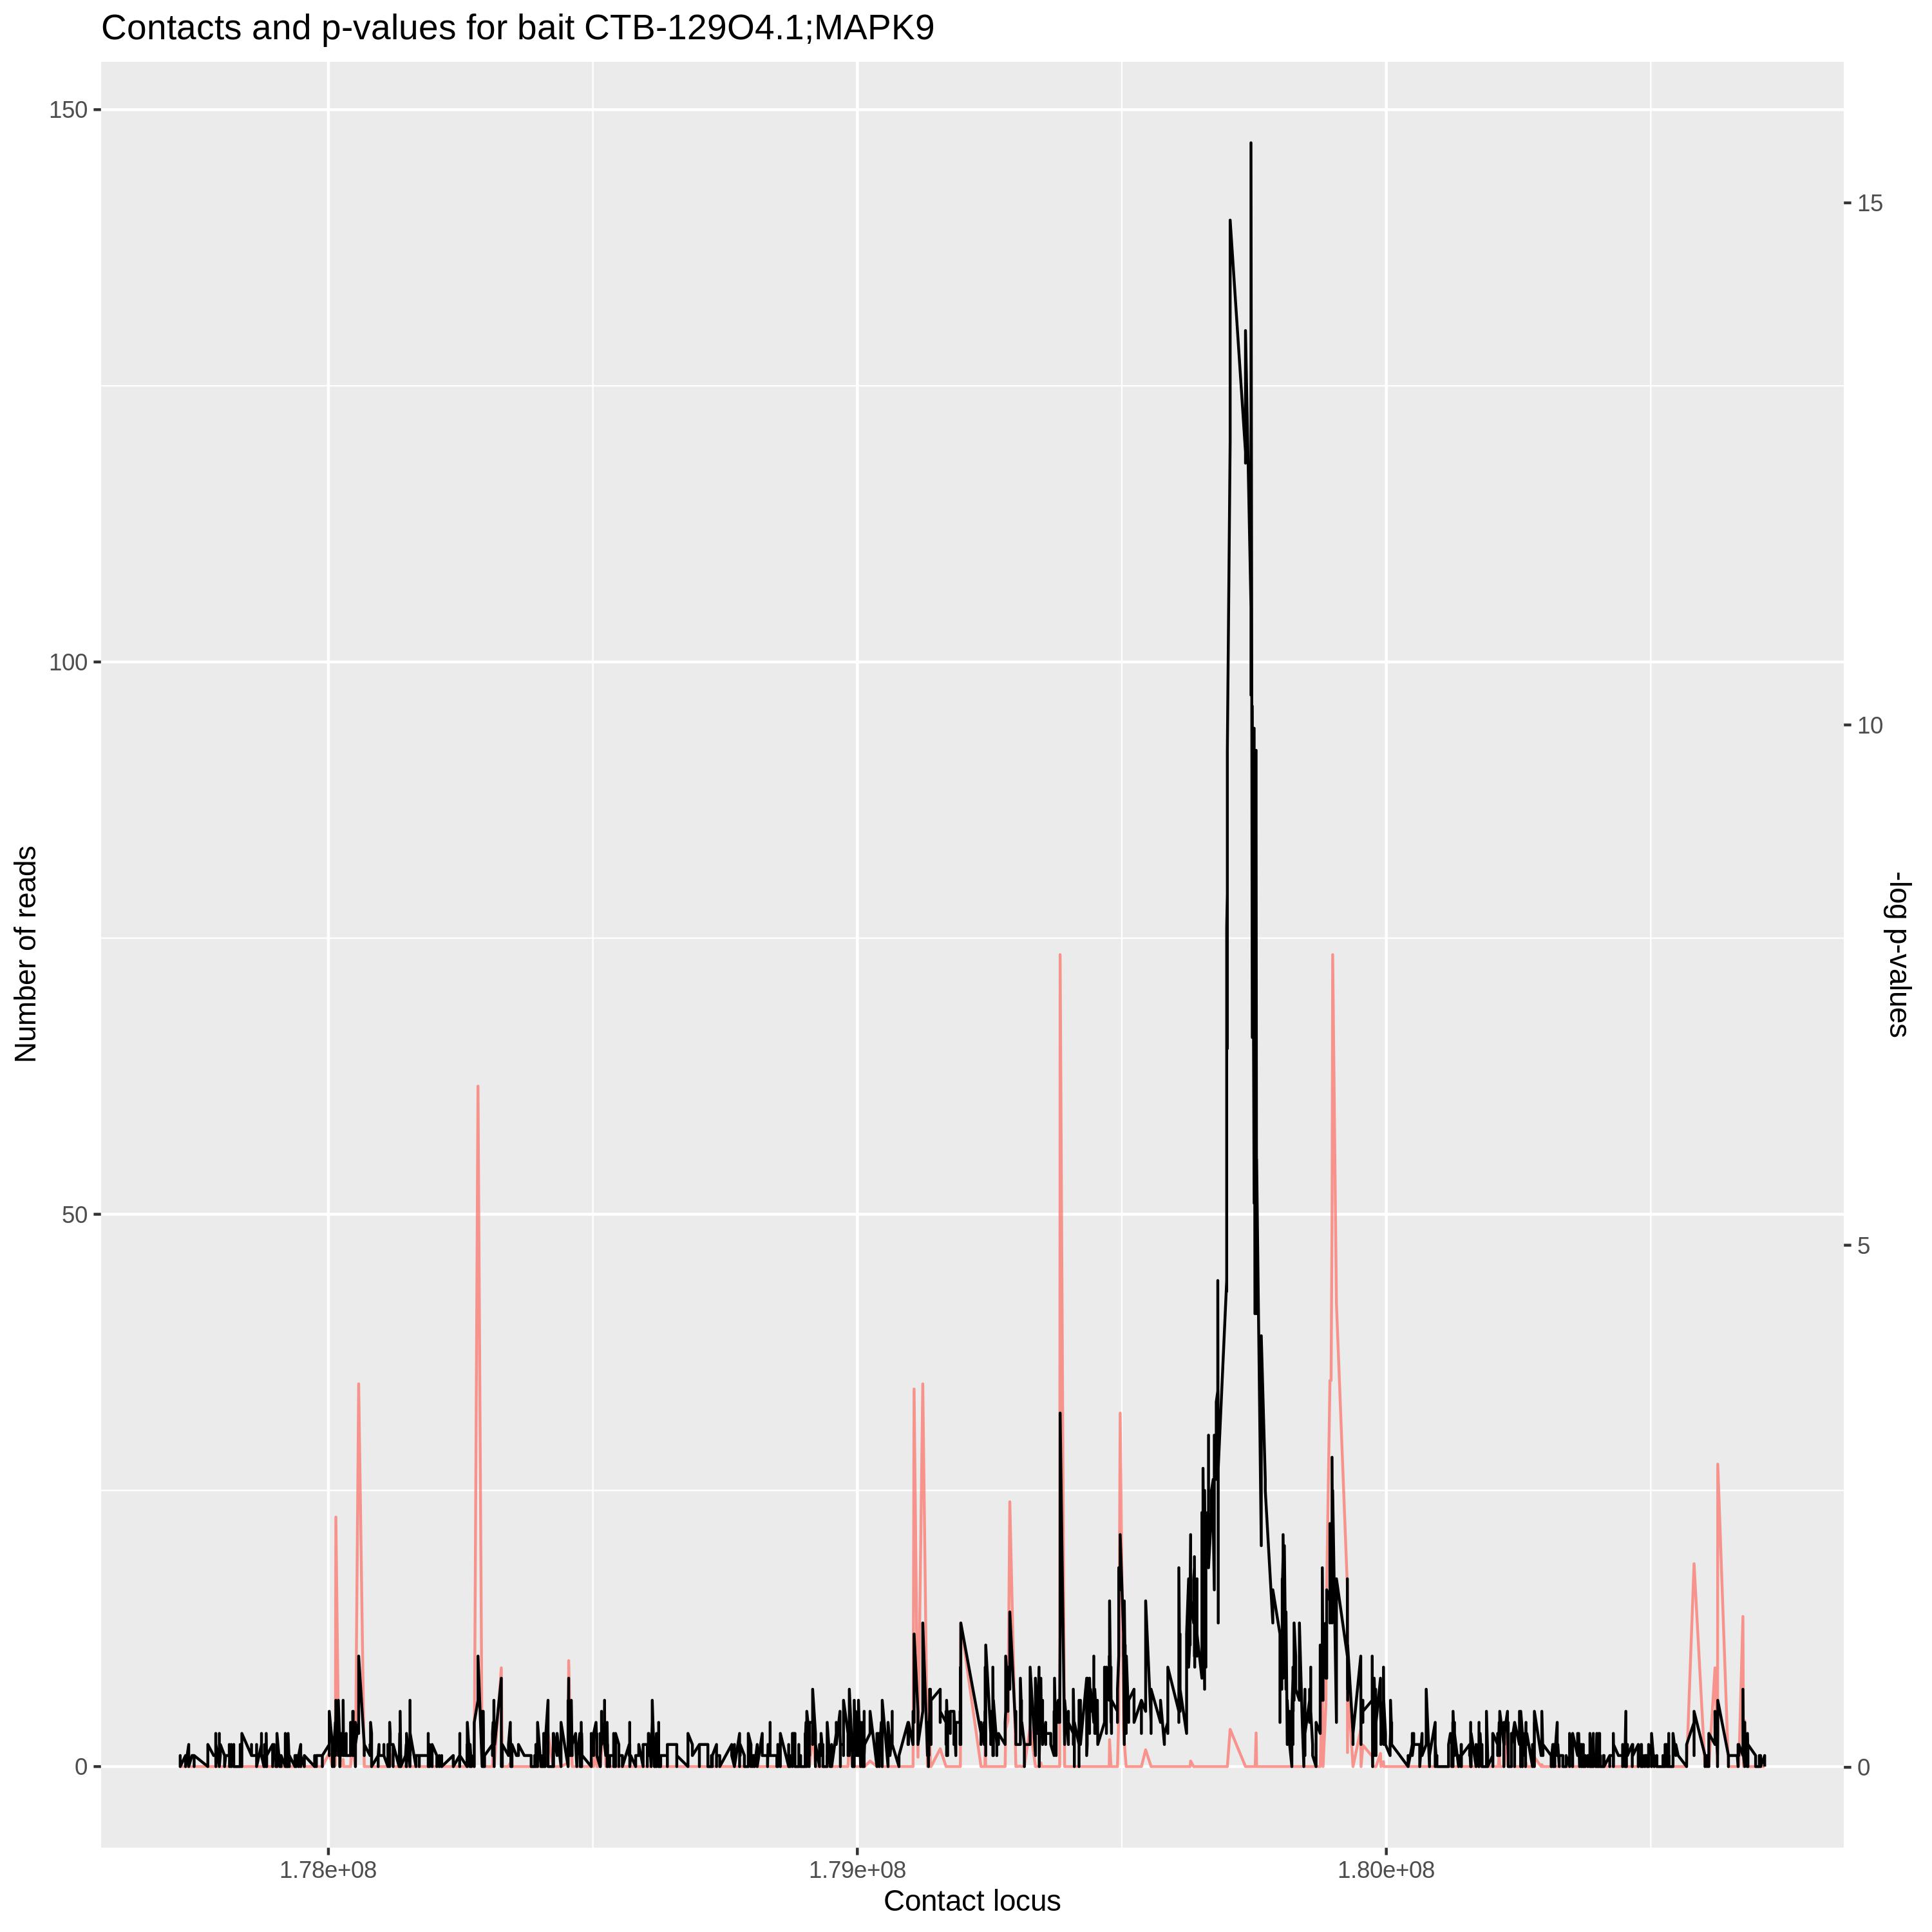 Contacts and p-values for bait CTB-129O4.1;MAPK9
150
100
50
0
Number of reads
15
10
5
0
-log p-values
1.78e+08
1.79e+08
1.80e+08
Contact locus